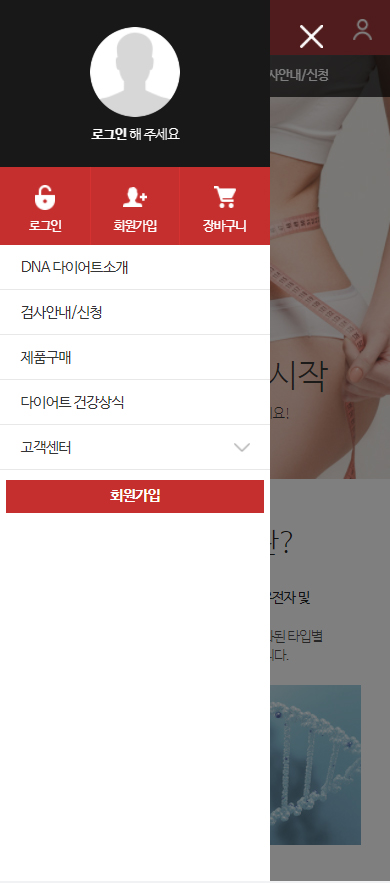 로그인 해 주세요
로그인
회원가입
장바구니
DNA 다이어트소개
검사안내/신청
제품구매
다이어트 건강상식
고객센터
회원가입
사안내/신청
시작
요!
란?
유전자 및
화된 타입별
니다.